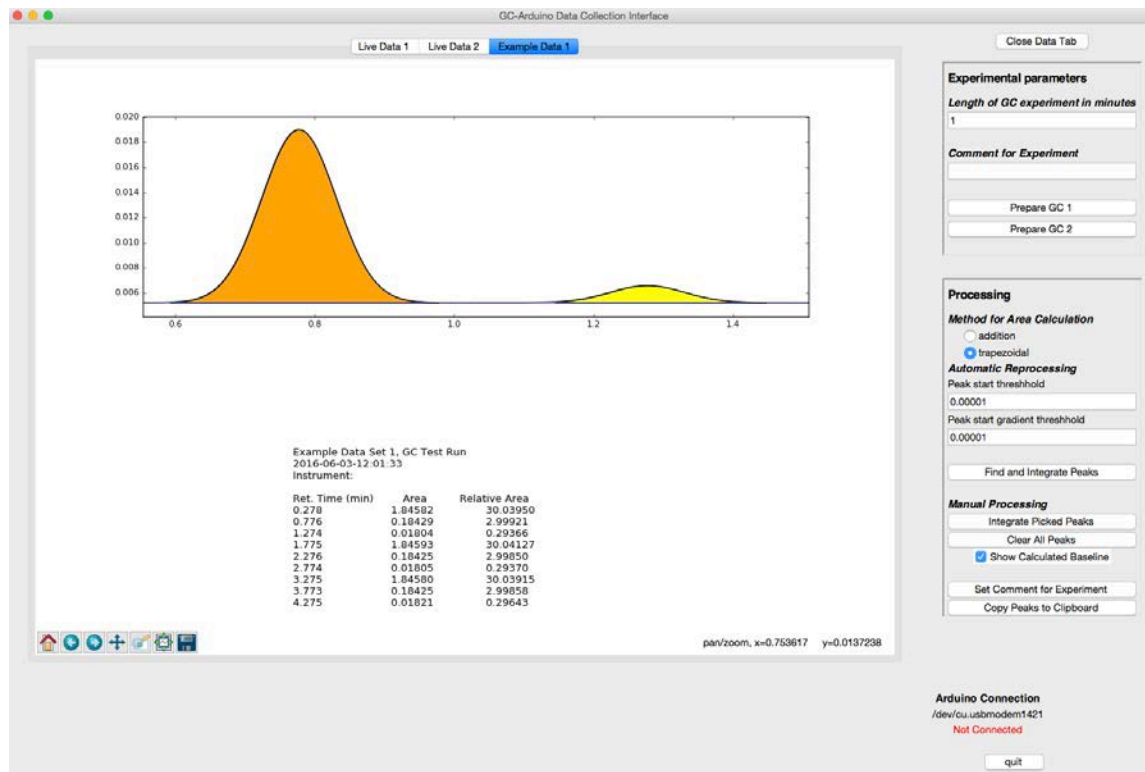 GC-Arduino Data Collection Interface
Live Data 1 Live Data 2 Example Data 1
0.020
0.018
0.016
0.014
0.012
0.010
0.008
0.006
0.6 0.8 1.0 1.2 1.4
Example Data Set 1, GC Test Run
2016-06-03-12:01:33
Instrument:
Ret. Time (min) Area Relative Area
0.278 1.84582 30.03950
0.776 0.18429 2.99921
1.274 0.01804 0.29366
1.775 1.84593 30.04127
2.276 0.18425 2.99850
2.774 0.01805 0.29370
3.275 1.84580 30.03915
3.773 0.18425 2.99858
4.275 0.01821 0.29643
pan/zoom, x=0.753617 y=0.0137238
Close Data Tab
Experimental parameters
Length of GC experiment in minutes
1
Comment for Experiment
Prepare GC 1
Prepare GC 2
Processing
Method for Area Calculation
addition
trapezoidal
Automatic Reprocessing
Peak start threshhold
0.00001
Peak start gradient threshhold
0.00001
Find and Integrate Peaks
Manual Processing
Integrate Picked Peaks
Clear All Peaks
Show Calculated Baseline
Set Comment for Experiment
Copy Peaks to Clipboard
Arduino Connection
/dev/cu.usbmodem1421
Not Connected
quit